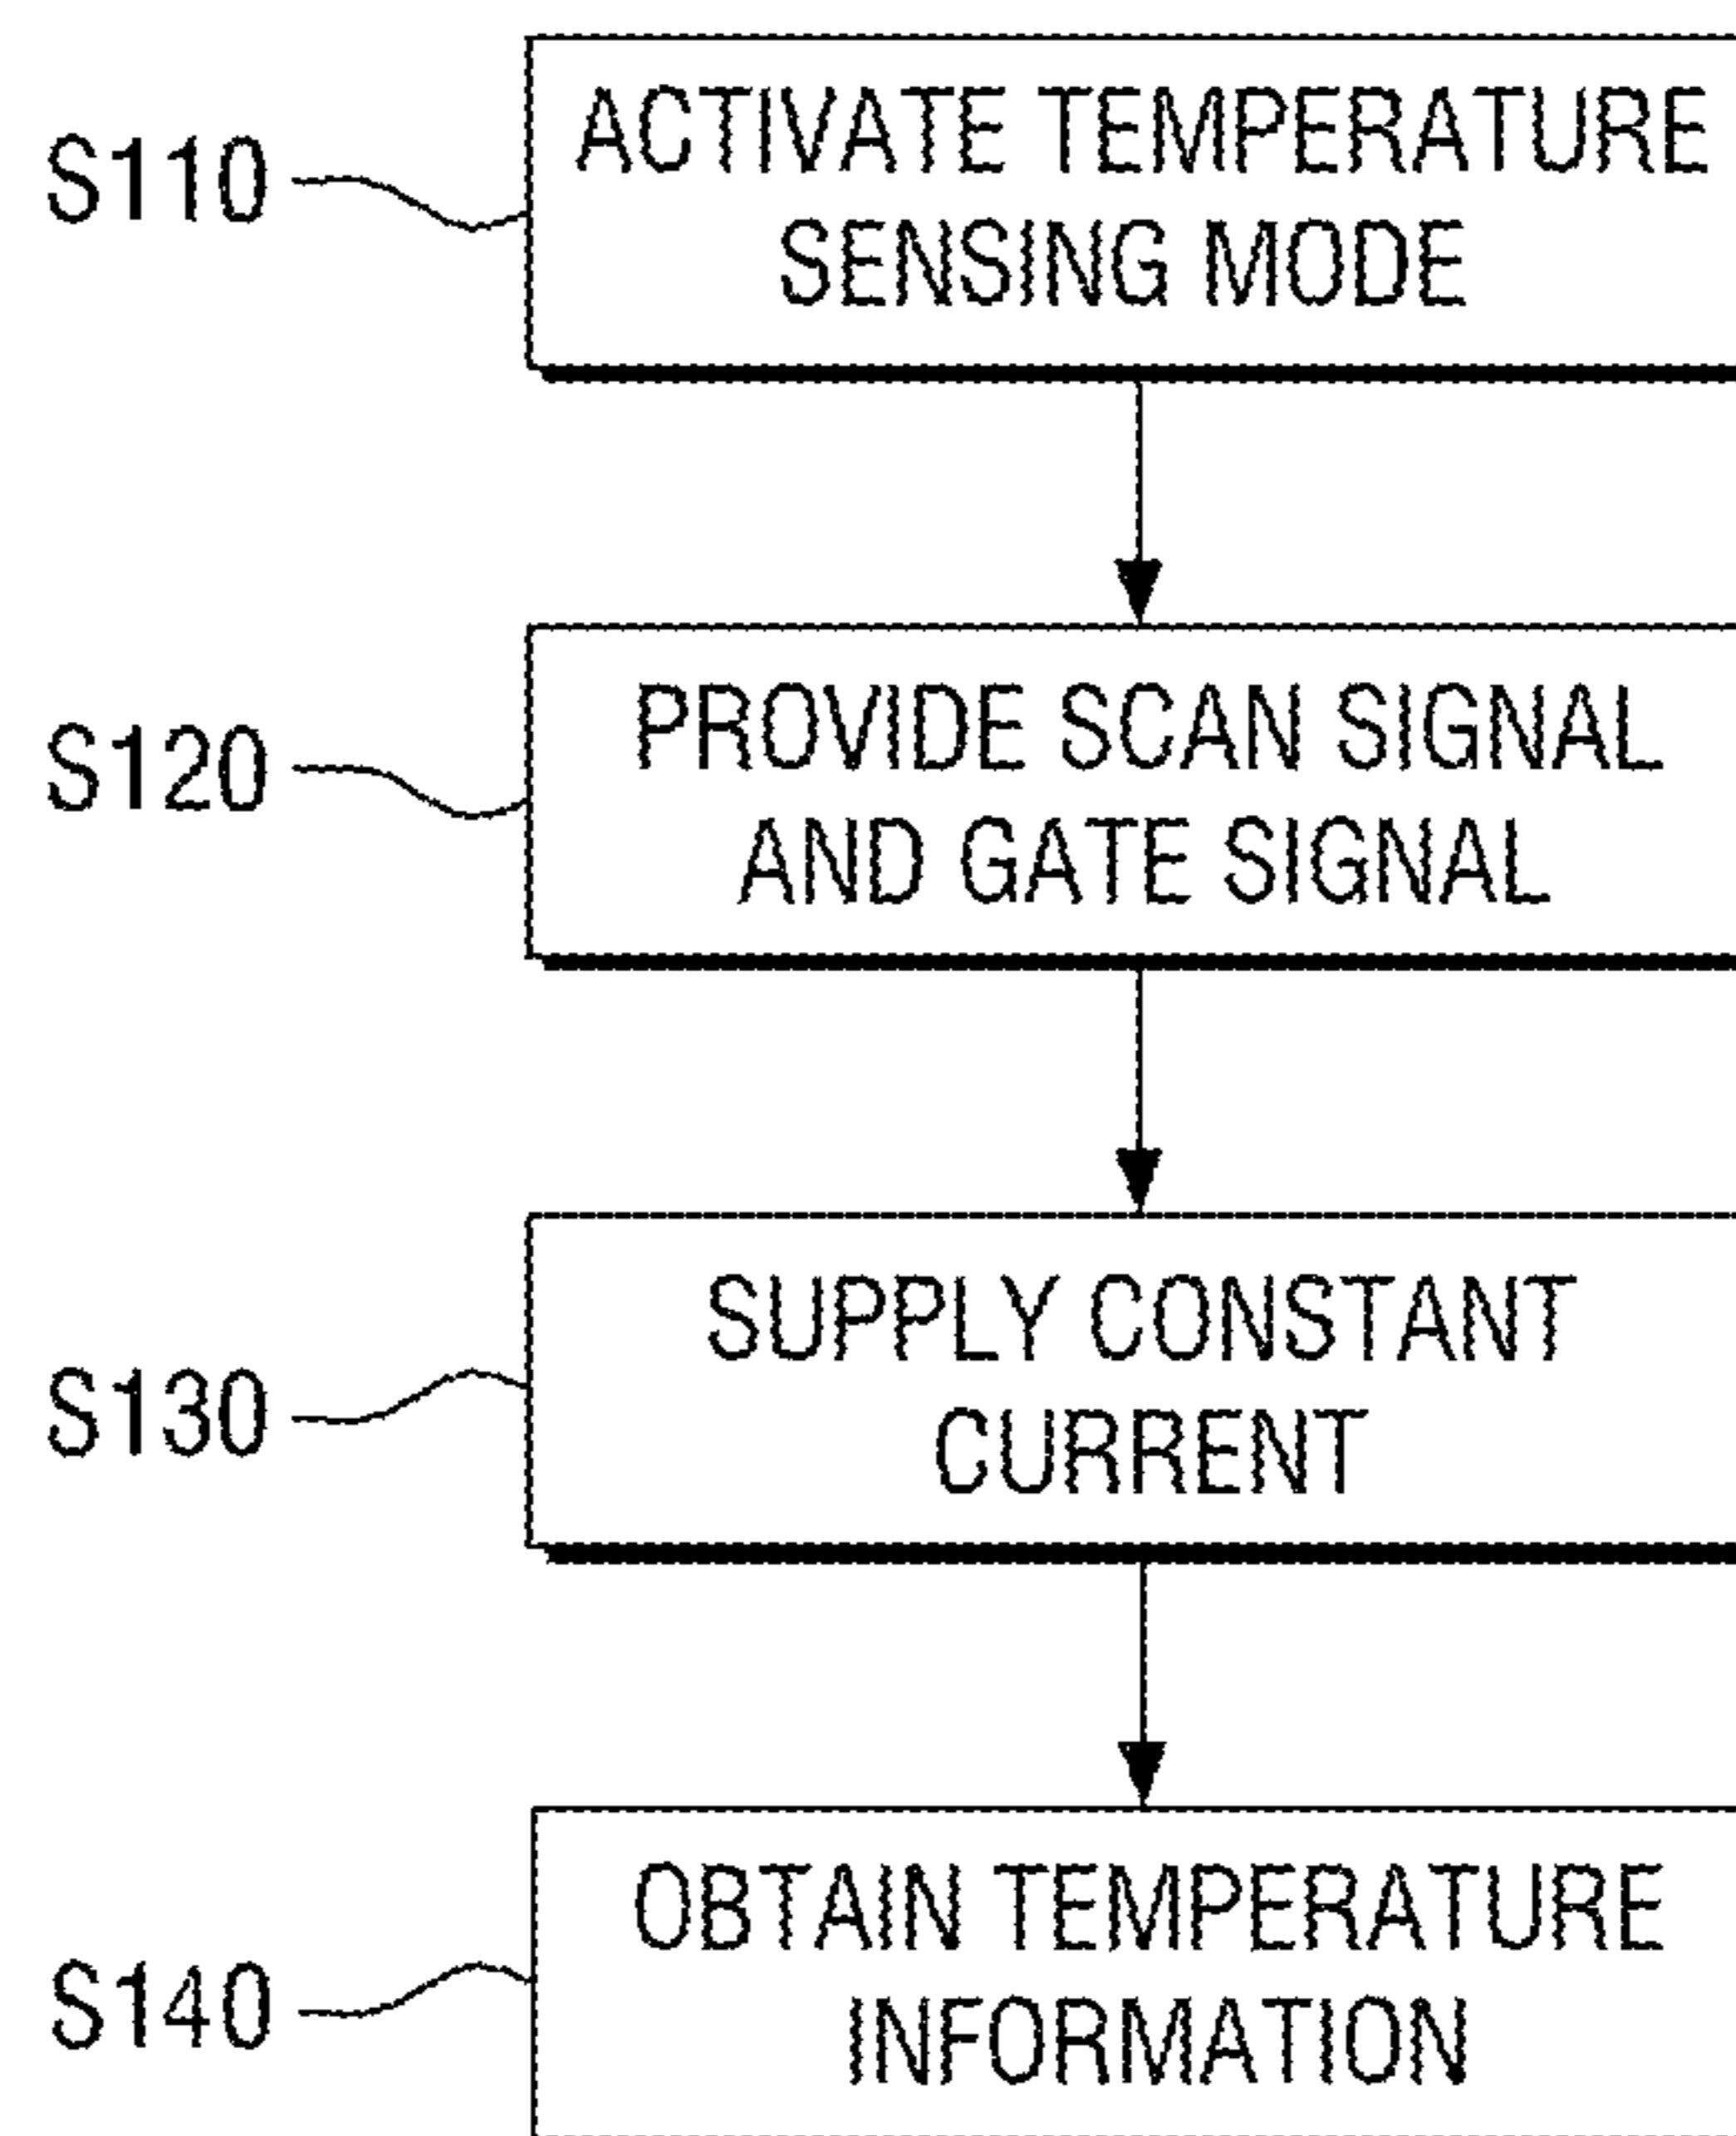 S110
ACTIVATE TEMPERATURE
SENSING MODE
S120
PROVIDE SCAN SIGNAL
AND GATE SIGNAL
S130
SUPPLY CONSTANT
CURRENT
S140
OBTAIN TEMPERATURE
INFORMATION